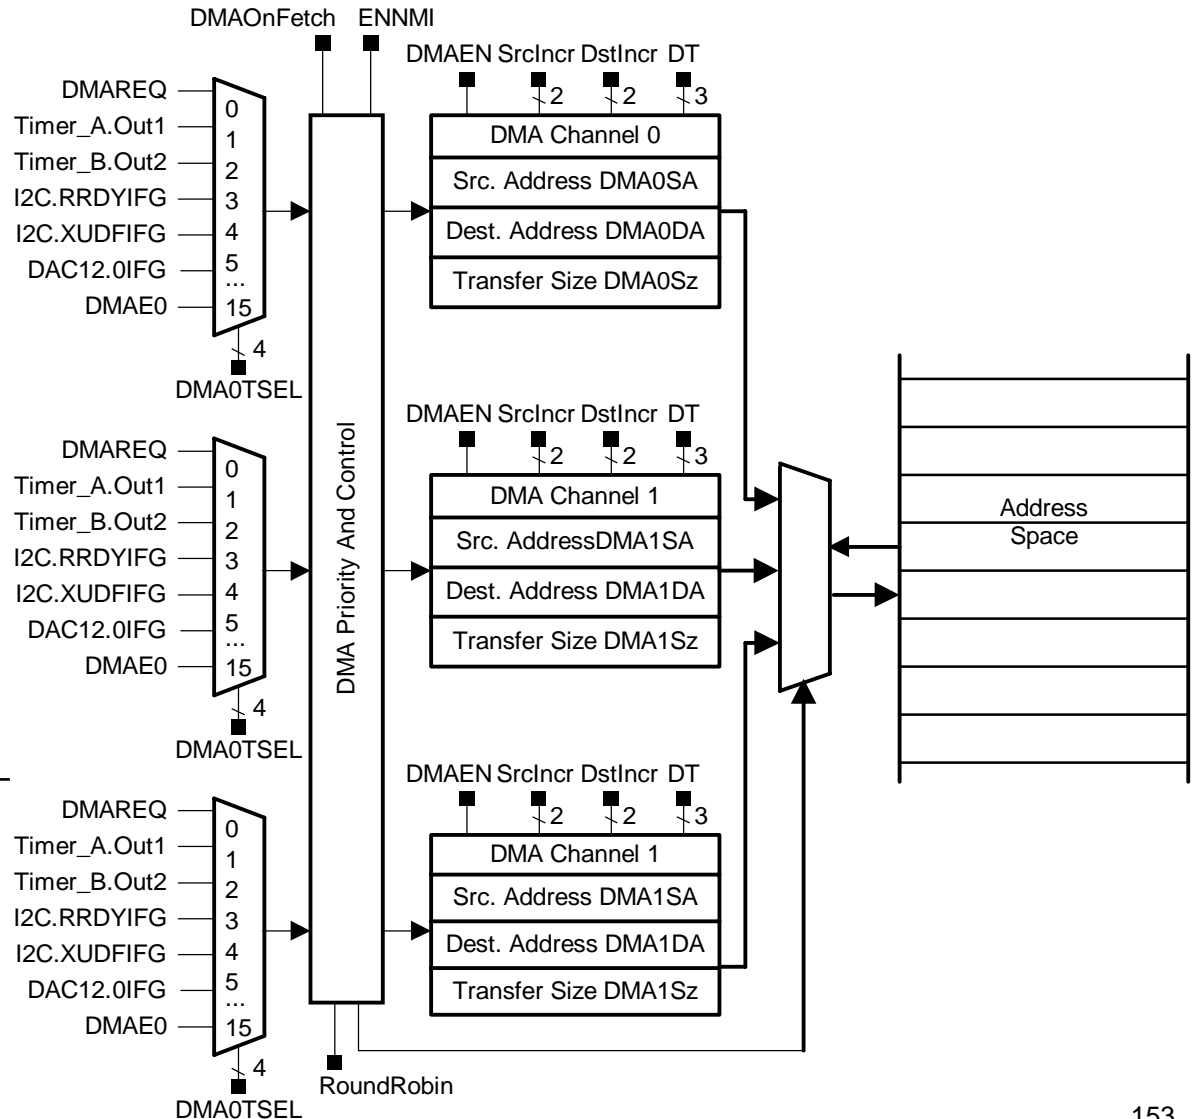 DMAOnFetch ENNMI
DMAEN SrcIncr DstIncr DT
2 2 3
DMAREQ
Timer_A.Out1
Timer_B.Out2
I2C.RRDYIFG
I2C.XUDFIFG
DAC12.0IFG
DMAE0
0
1
2
3
4
5
...
15
4
DMA0TSEL
DMA Channel 0
Src. Address DMA0SA
Dest. Address DMA0DA
Transfer Size DMA0Sz
DMA Priority And Control
DMAEN SrcIncr DstIncr DT
2 2 3
DMAREQ
Timer_A.Out1
Timer_B.Out2
I2C.RRDYIFG
I2C.XUDFIFG
DAC12.0IFG
DMAE0
0
1
2
3
4
5
...
15
4
DMA0TSEL
DMA Channel 1
Src. AddressDMA1SA
Dest. Address DMA1DA
Transfer Size DMA1Sz
Address
Space
DMAEN SrcIncr DstIncr DT
2 2 3
DMAREQ
Timer_A.Out1
Timer_B.Out2
I2C.RRDYIFG
I2C.XUDFIFG
DAC12.0IFG
DMAE0
0
1
2
3
4
5
...
15
4
DMA0TSEL
DMA Channel 1
Src. Address DMA1SA
Dest. Address DMA1DA
Transfer Size DMA1Sz
RoundRobin
153